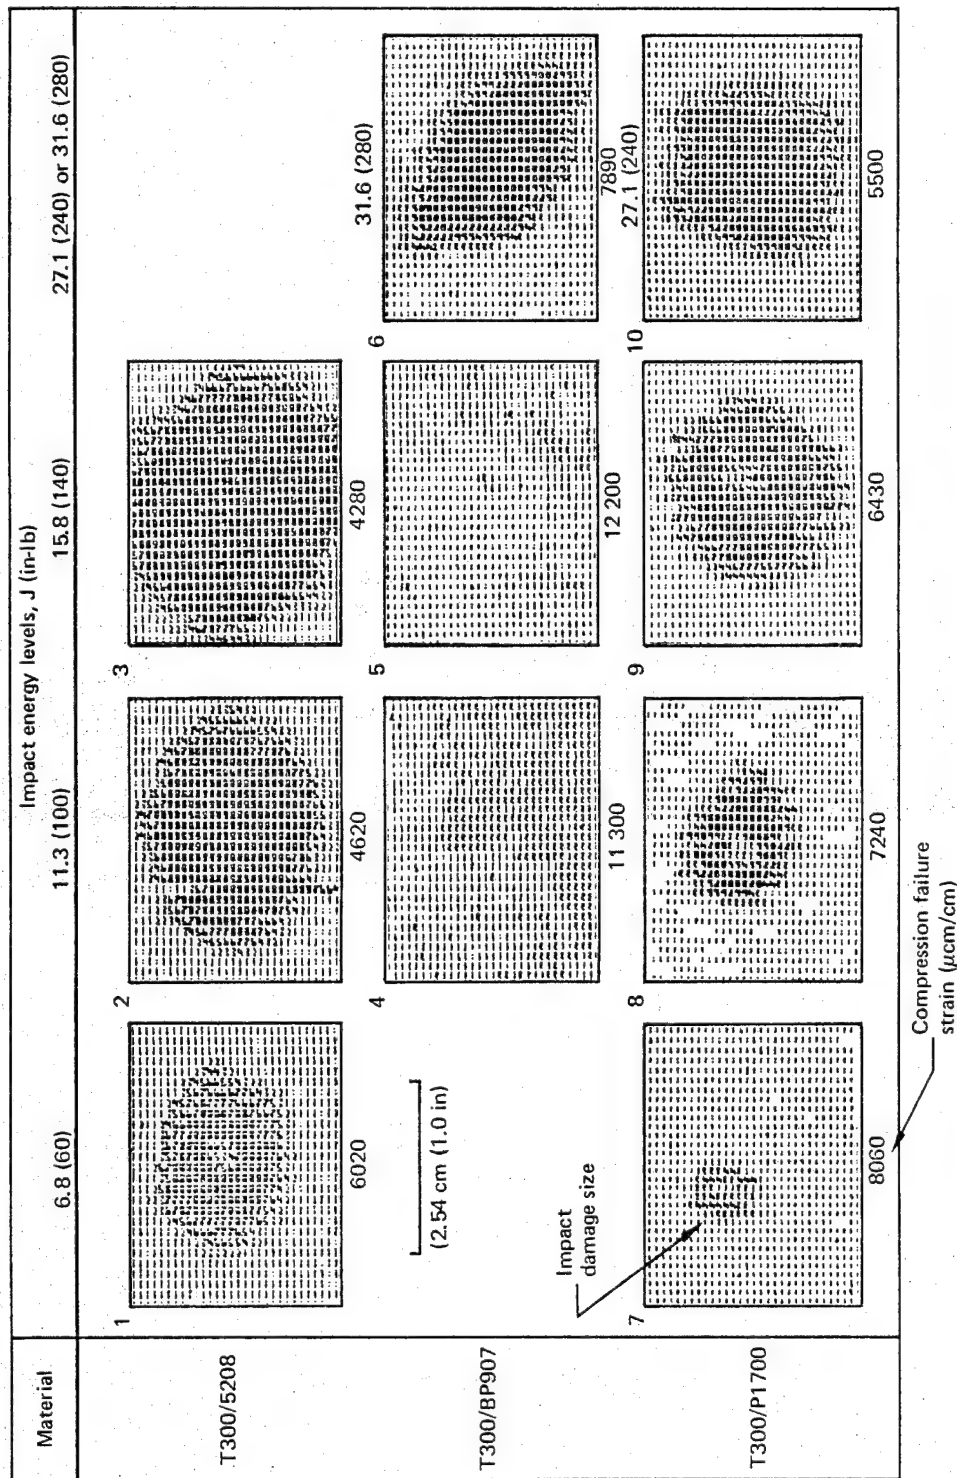 Material
Impact energy levels, J (in-lb)
6.8 (60)
11.3 (100)
15.8 (140)
27.1 (240) or 31.6 (280)
T300/5208
1
6020
2
4620
3
4280
(2.54 cm (1.0 in)
T300/BP907
4
11 300
5
12 200
31.6 (280)
6
7890
T300/P1700
Impact
damage size
7
8060
8
7240
9
6430
27.1 (240)
10
5500
Compression failure
strain (μcm/cm)